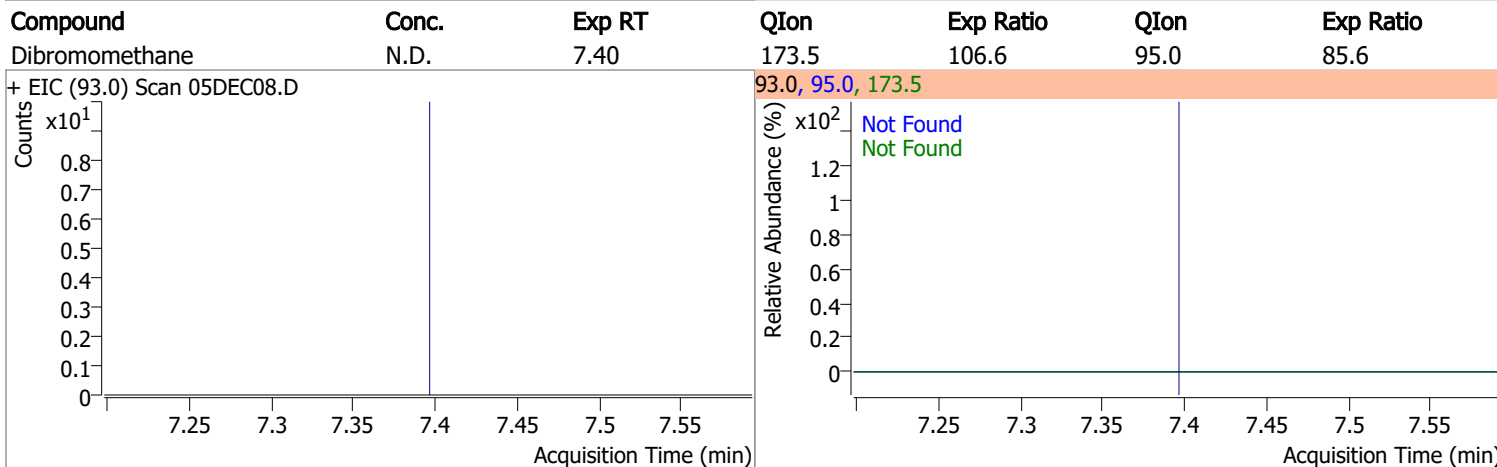 Compound Conc. Exp RT QIon Exp Ratio QIon Exp Ratio
Dibromomethane N.D. 7.40 173.5 106.6 95.0 85.6
+ EIC (93.0) Scan 05DEC08.D
Counts
x10¹
0.8
0.7
0.6
0.5
0.4
0.3
0.2
0.1
0
7.25 7.3 7.35 7.4 7.45 7.5 7.55
Acquisition Time (min)
93.0, 95.0, 173.5
Relative Abundance (%)
x10²
Not Found
Not Found
1.2
1
0.8
0.6
0.4
0.2
0
7.25 7.3 7.35 7.4 7.45 7.5 7.55
Acquisition Time (min)